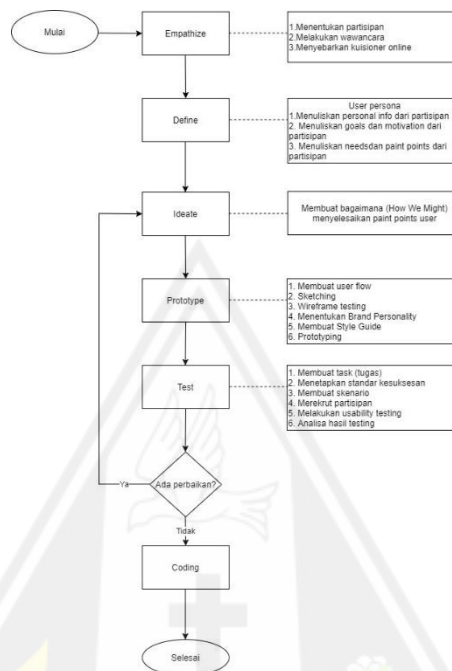 Mulai
Empathize
1.Menentukan partisipan
2.Melakukan wawancara
3.Menyebarkan kuisioner online
Define
User persona
1.Menuliskan personal info dari partisipan
2. Menuliskan goals dan motivation dari
partisipan
3. Menuliskan needsdan paint points dari
partisipan
Ideate
Membuat bagaimana (How We Might)
menyelesaikan paint points user
Prototype
1. Membuat user flow
2. Sketching
3. Wireframe testing
4. Menentukan Brand Personality
5. Membuat Style Guide
6. Prototyping
Test
1. Membuat task (tugas)
2. Menetapkan standar kesuksesan
3. Membuat skenario
4. Merekrut partisipan
5. Melakukan usability testing
6. Analisa hasil testing
Ya
Ada perbaikan?
Tidak
Coding
Selesai